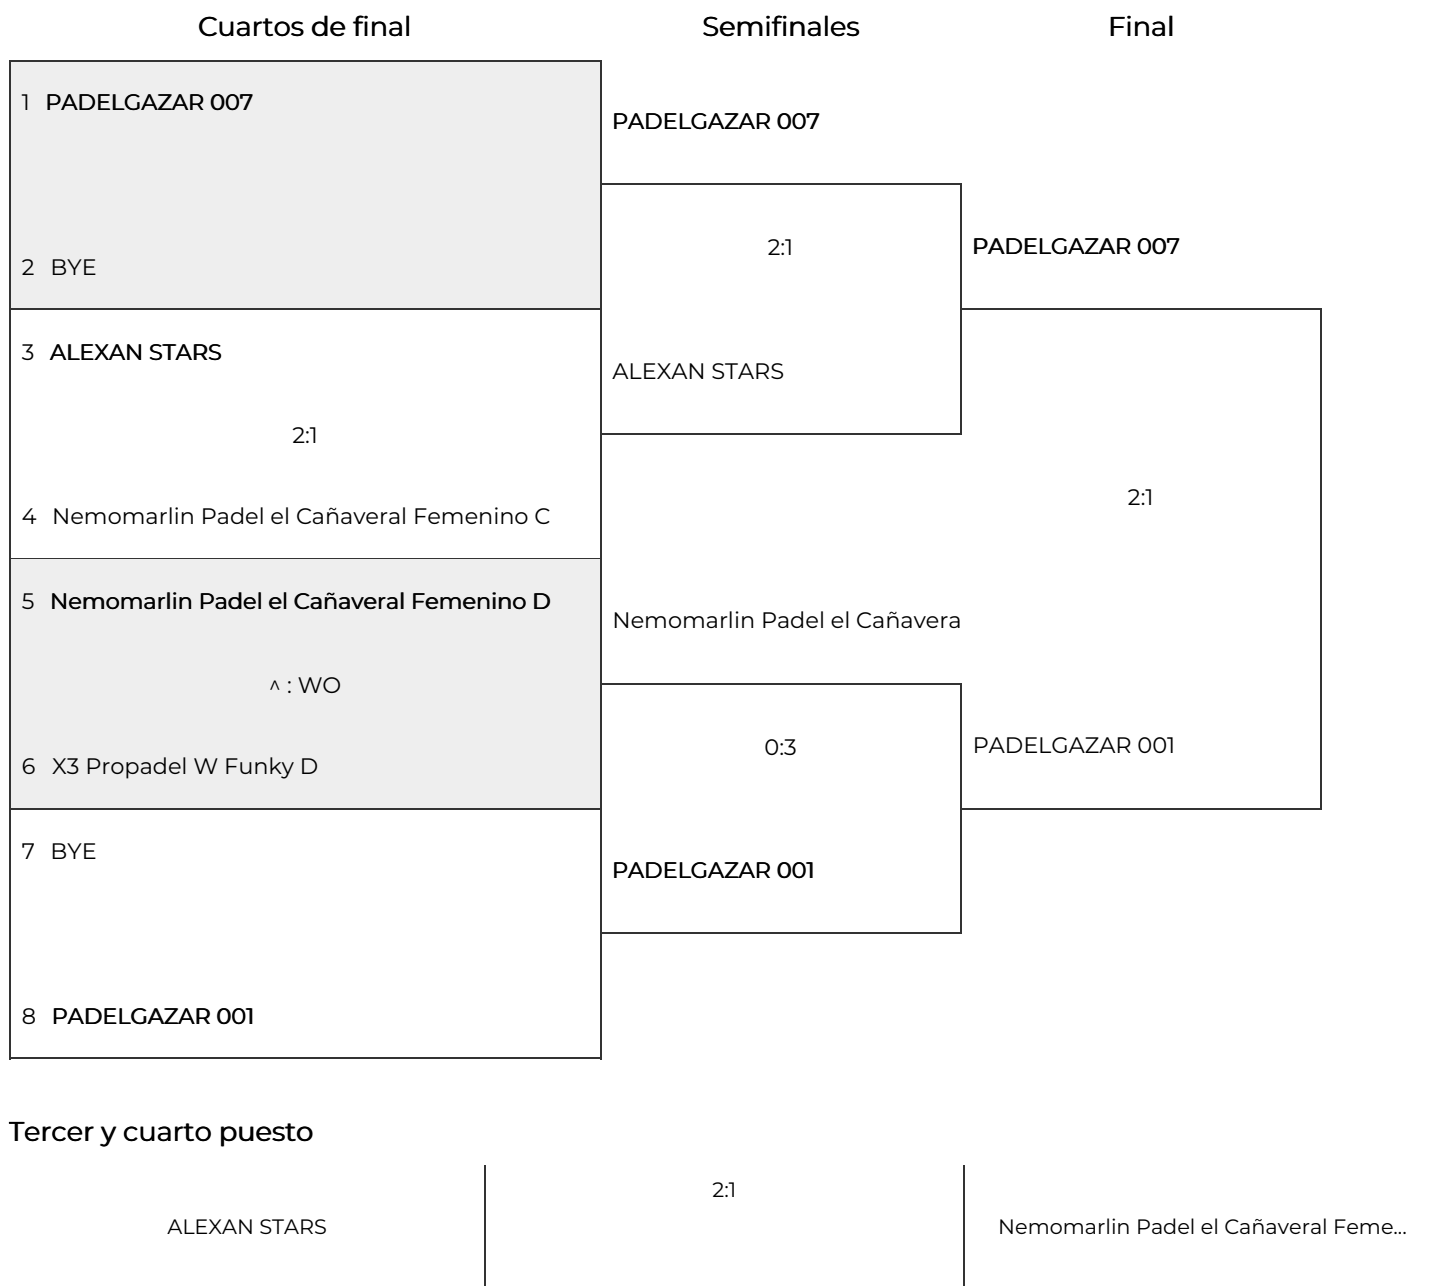 Cuartos de final
Semifinales
Final
1 PADELGAZAR 007
2 BYE
3 ALEXAN STARS
2:1
4 Nemomarlin Padel el Cañaveral Femenino C
5 Nemomarlin Padel el Cañaveral Femenino D
^ : WO
6 X3 Propadel W Funky D
7 BYE
8 PADELGAZAR 001
PADELGAZAR 007
2:1
ALEXAN STARS
Nemomarlin Padel el Cañavera
0:3
PADELGAZAR 001
PADELGAZAR 007
2:1
PADELGAZAR 001
Tercer y cuarto puesto
ALEXAN STARS
2:1
Nemomarlin Padel el Cañaveral Feme...